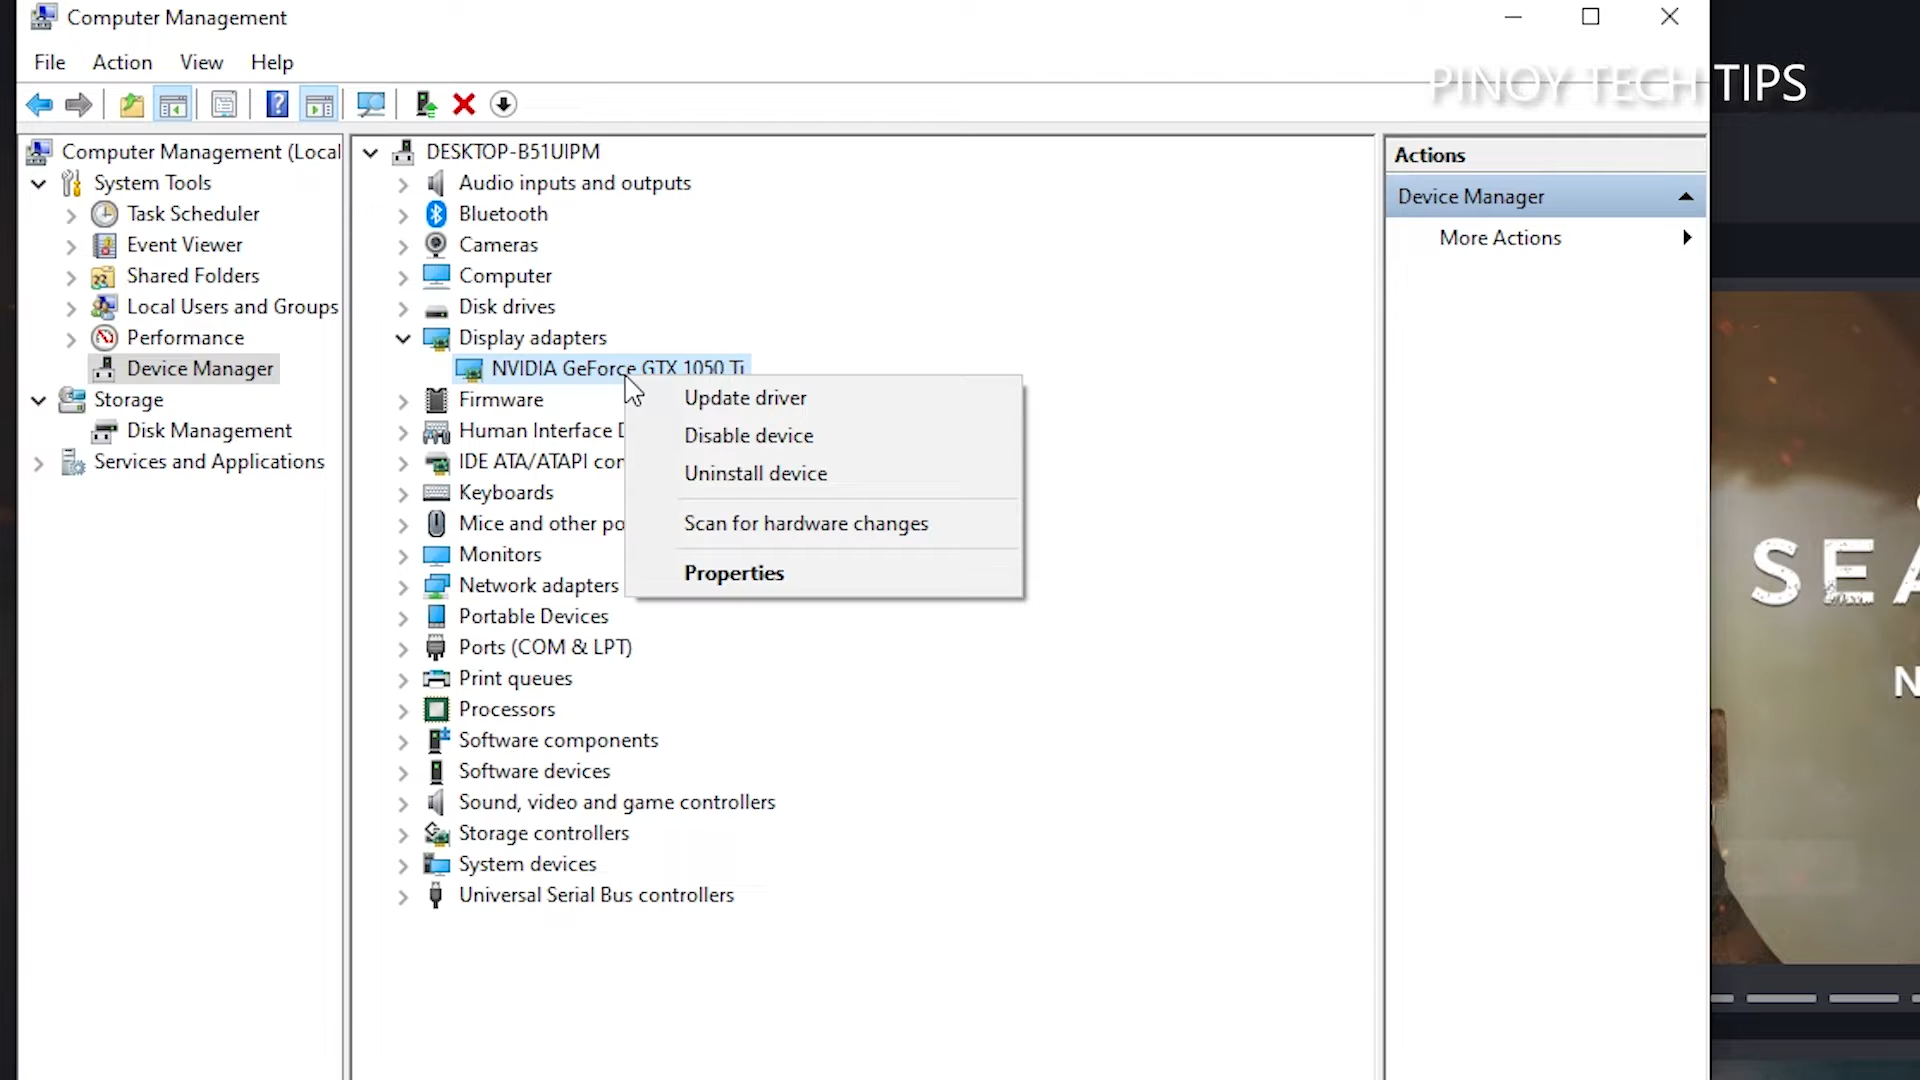 Computer Management
File Action View Help
PINOY TECH TIPS
Computer Management (Local
System Tools
Task Scheduler
Event Viewer
Shared Folders
Local Users and Groups
Performance
Device Manager
Storage
Disk Management
Services and Applications
DESKTOP-B51UIPM
Audio inputs and outputs
Bluetooth
Cameras
Computer
Disk drives
Display adapters
NVIDIA GeForce GTX 1050 Ti
Firmware
Human Interface D
IDE ATA/ATAPI con
Keyboards
Mice and other po
Monitors
Network adapters
Portable Devices
Ports (COM & LPT)
Print queues
Processors
Software components
Software devices
Sound, video and game controllers
Storage controllers
System devices
Universal Serial Bus controllers
Update driver
Disable device
Uninstall device
Scan for hardware changes
Properties
Actions
Device Manager
More Actions
SEA
N